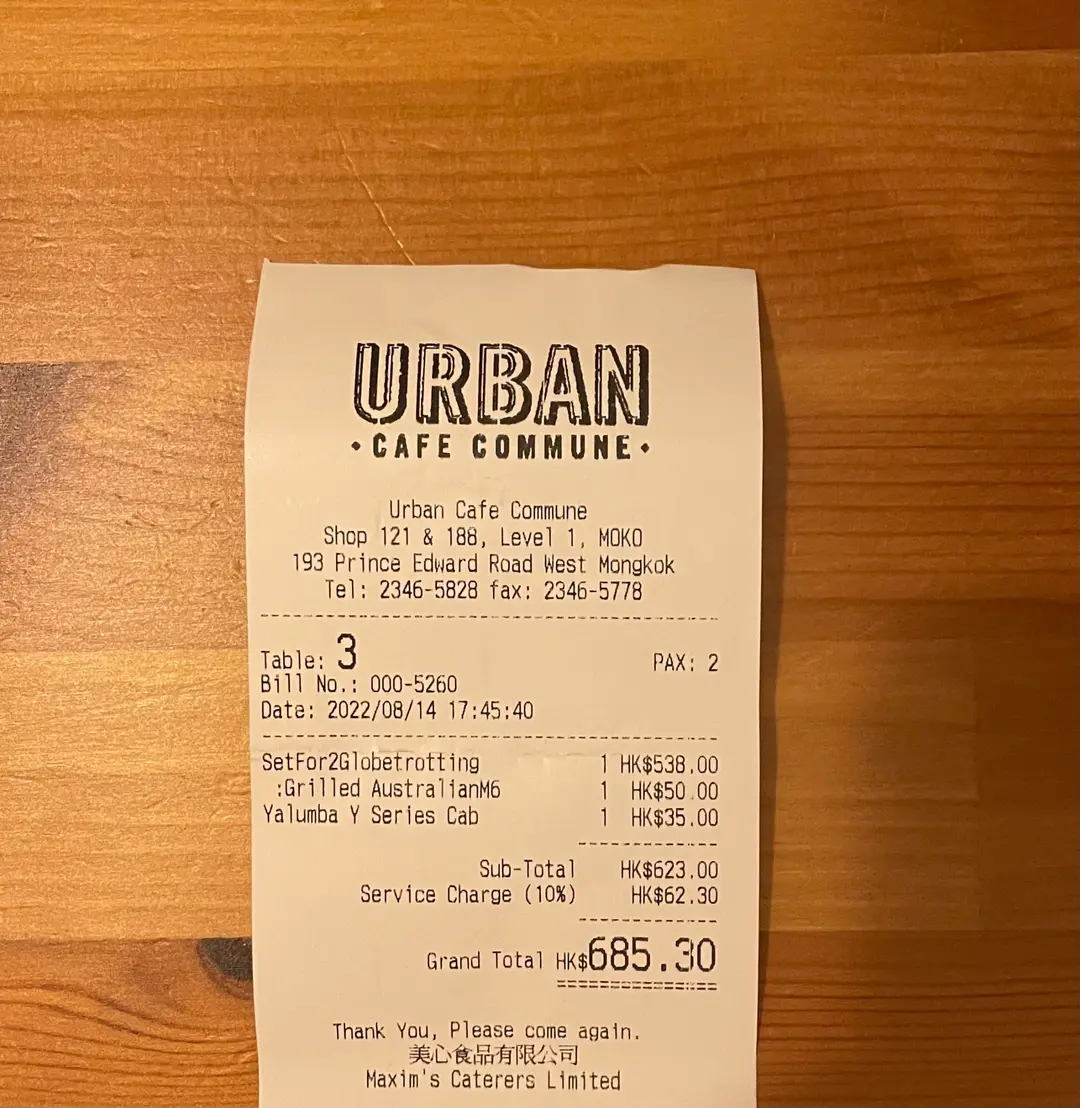 URBAN
• CAFE COMMUNE •
Urban Cafe Commune
Shop 121 & 188, Level 1, MOKO
193 Prince Edward Road West Mongkok
Tel: 2346-5828 fax: 2346-5778
Table: 3 PAX: 2
Bill No.: 000-5260
Date: 2022/08/14 17:45:40
SetFor2Globetrotting 1 HK$538.00
:Grilled AustralianM6 1 HK$50.00
Yalumba Y Series Cab 1 HK$35.00
Sub-Total HK$623.00
Service Charge (10%) HK$62.30
Grand Total HK$685.30
Thank You, Please come again.
美心食品有限公司
Maxim's Caterers Limited